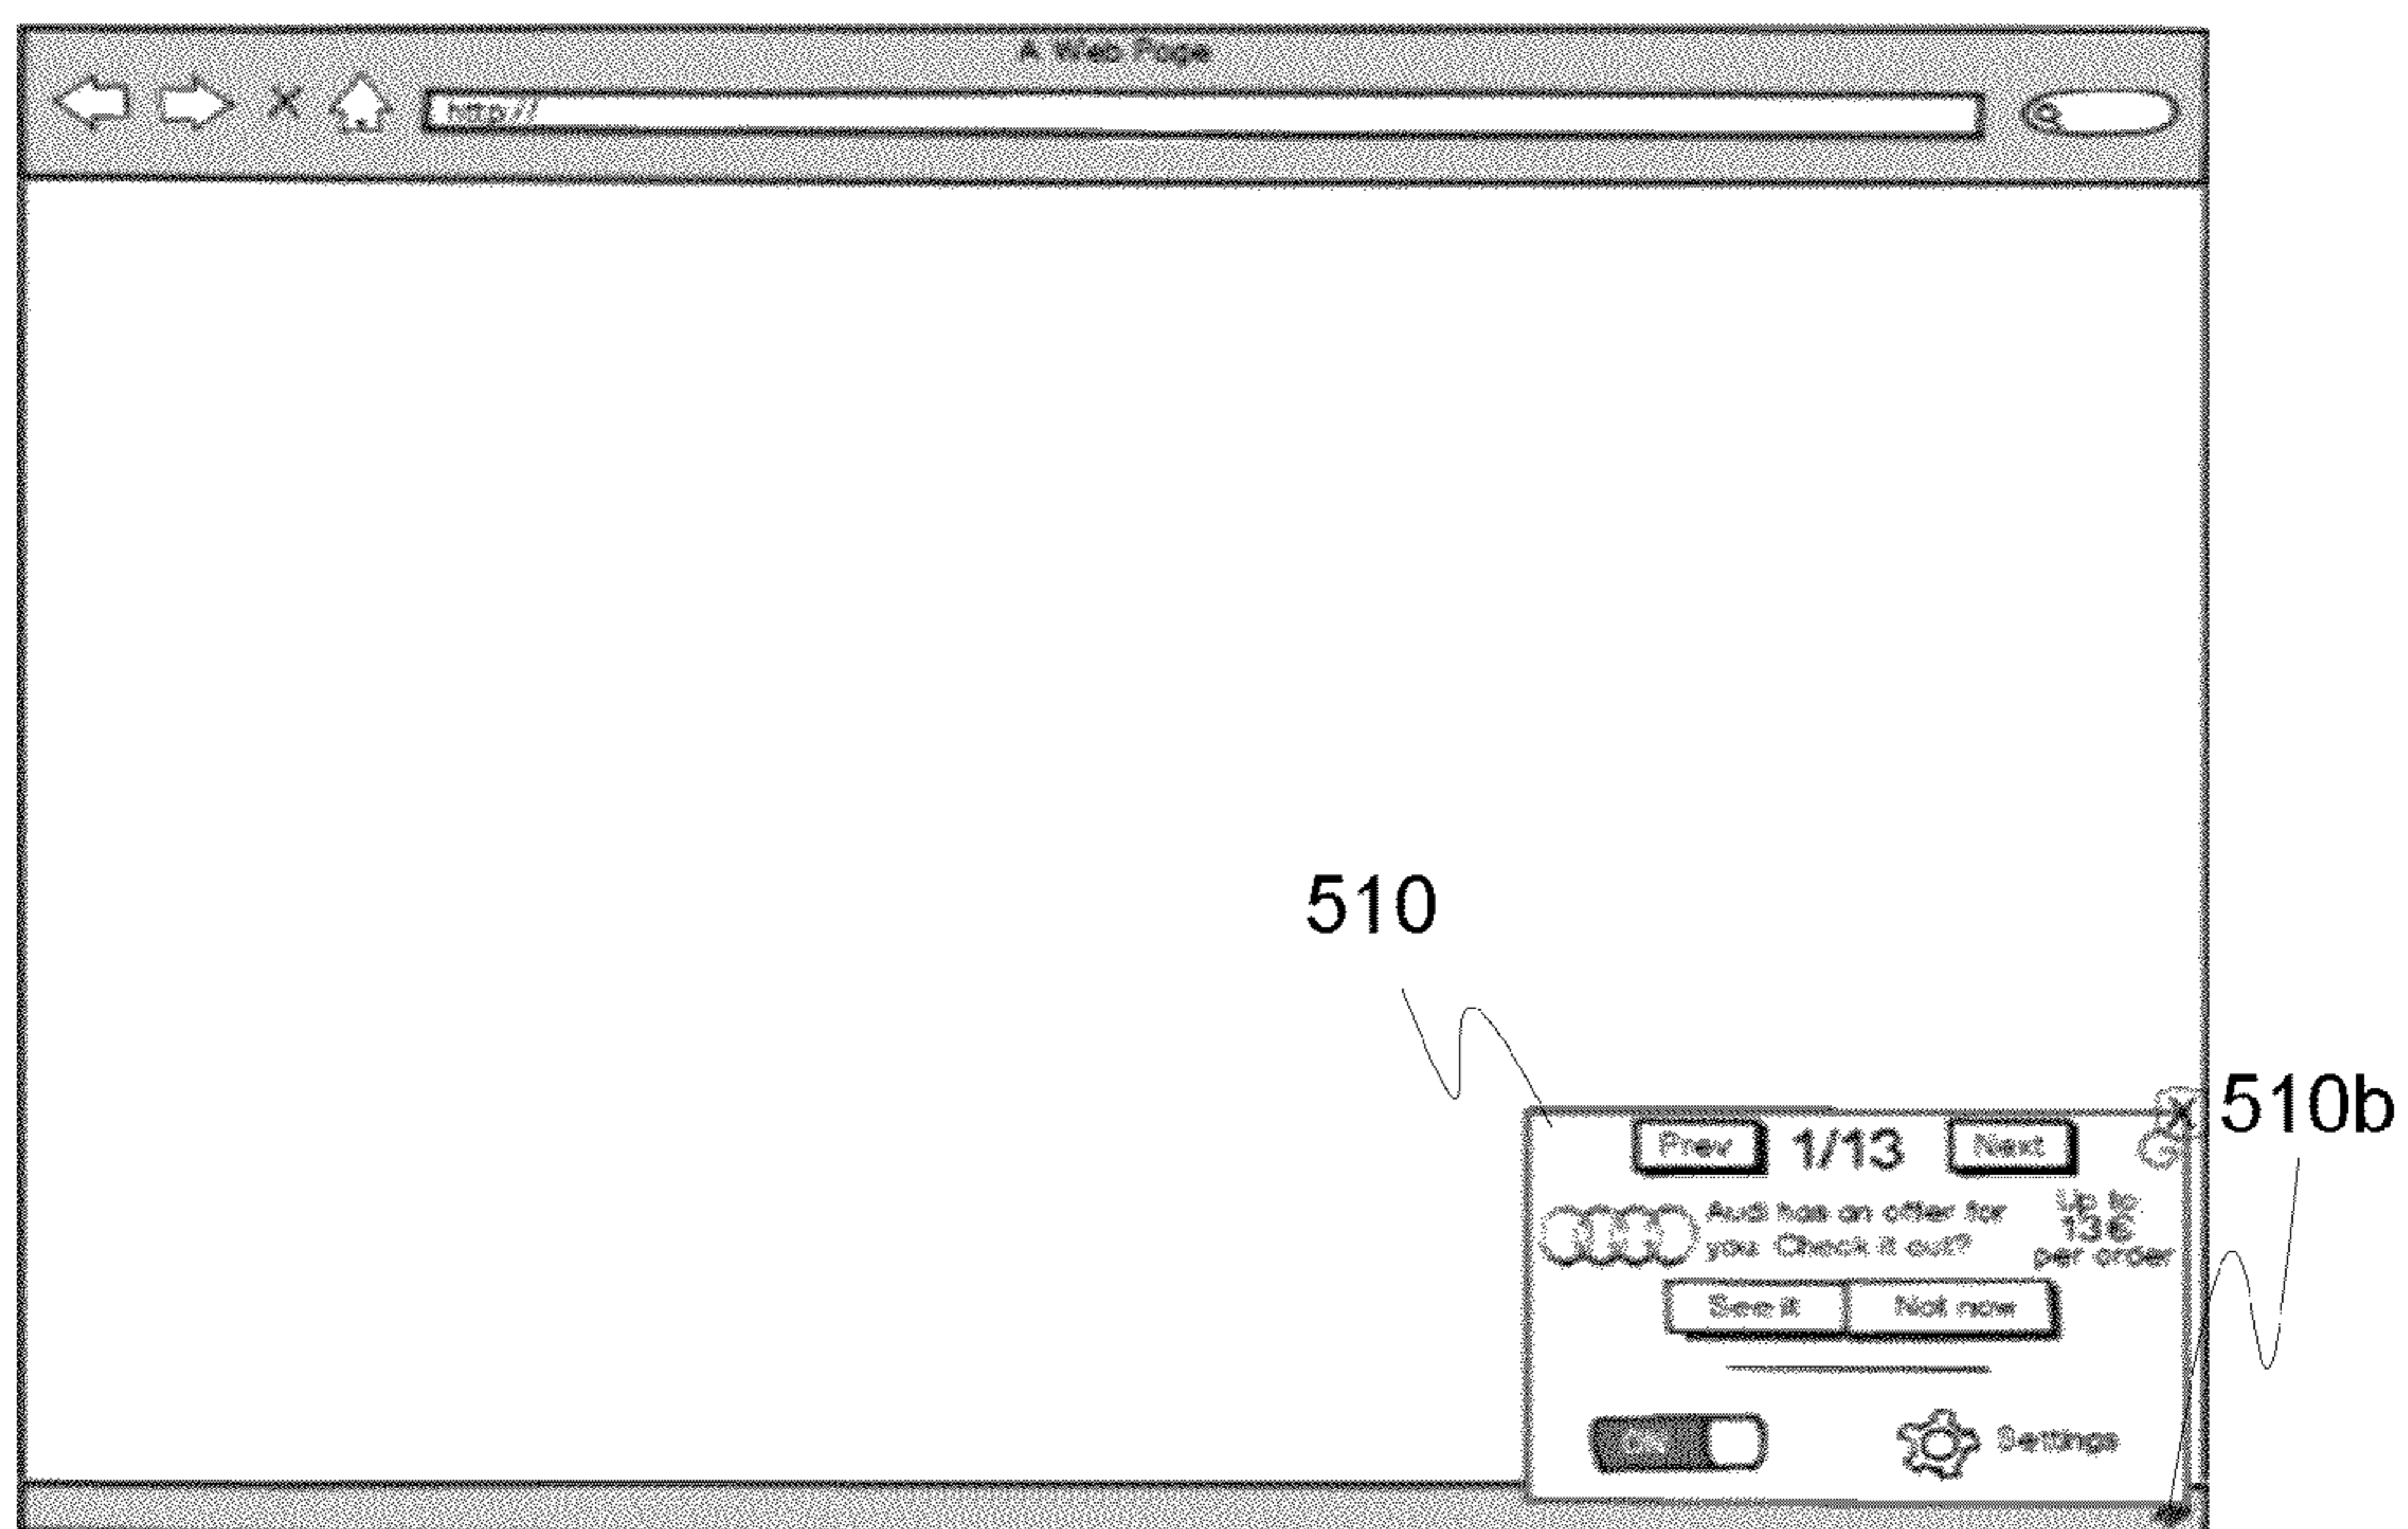 A Web Page
http://
510
510b
Prev 1/13 Next
Audi has an offer for
you. Check it out?
Up to
per order
See it Not now
ON Settings